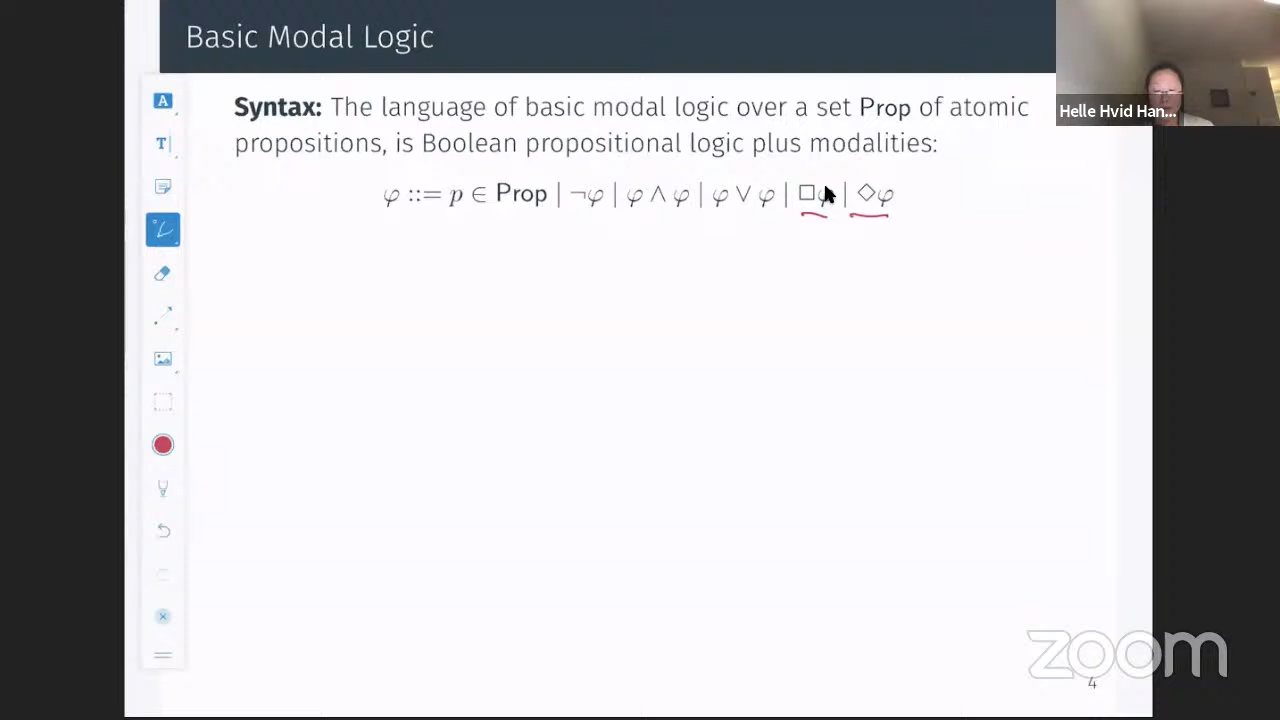 Basic Modal Logic
Helle Hvid Han...
Syntax: The language of basic modal logic over a set Prop of atomic
propositions, is Boolean propositional logic plus modalities:
φ ::= p ∈ Prop | ¬φ | φ ∧ φ | φ ∨ φ | □φ | ◇φ
A
T
zoom
4